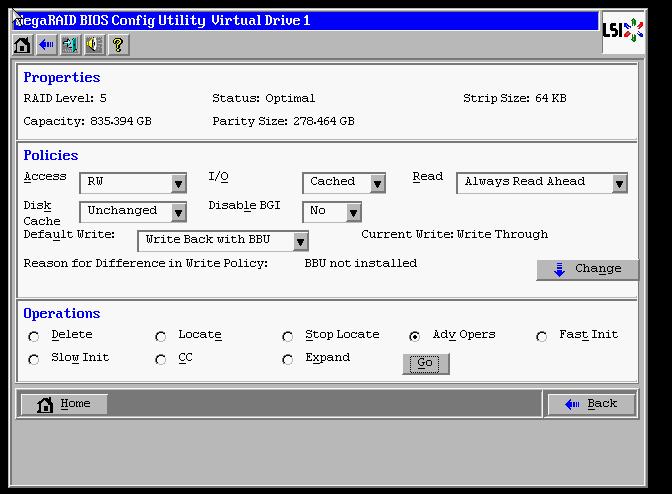 egaRAID BIOS Config Utility Virtual Drive 1
LSI
Properties
RAID Level: 5 Status: Optimal Strip Size: 64 KB
Capacity: 835.394 GB Parity Size: 278.464 GB
Policies
Access RW I/O Cached Read Always Read Ahead
Disk Cache Unchanged Disable BGI No
Default Write: Write Back with BBU Current Write: Write Through
Reason for Difference in Write Policy: BBU not installed
Change
Operations
Delete Locate Stop Locate Adv Opers Fast Init
Slow Init CC Expand Go
Home Back